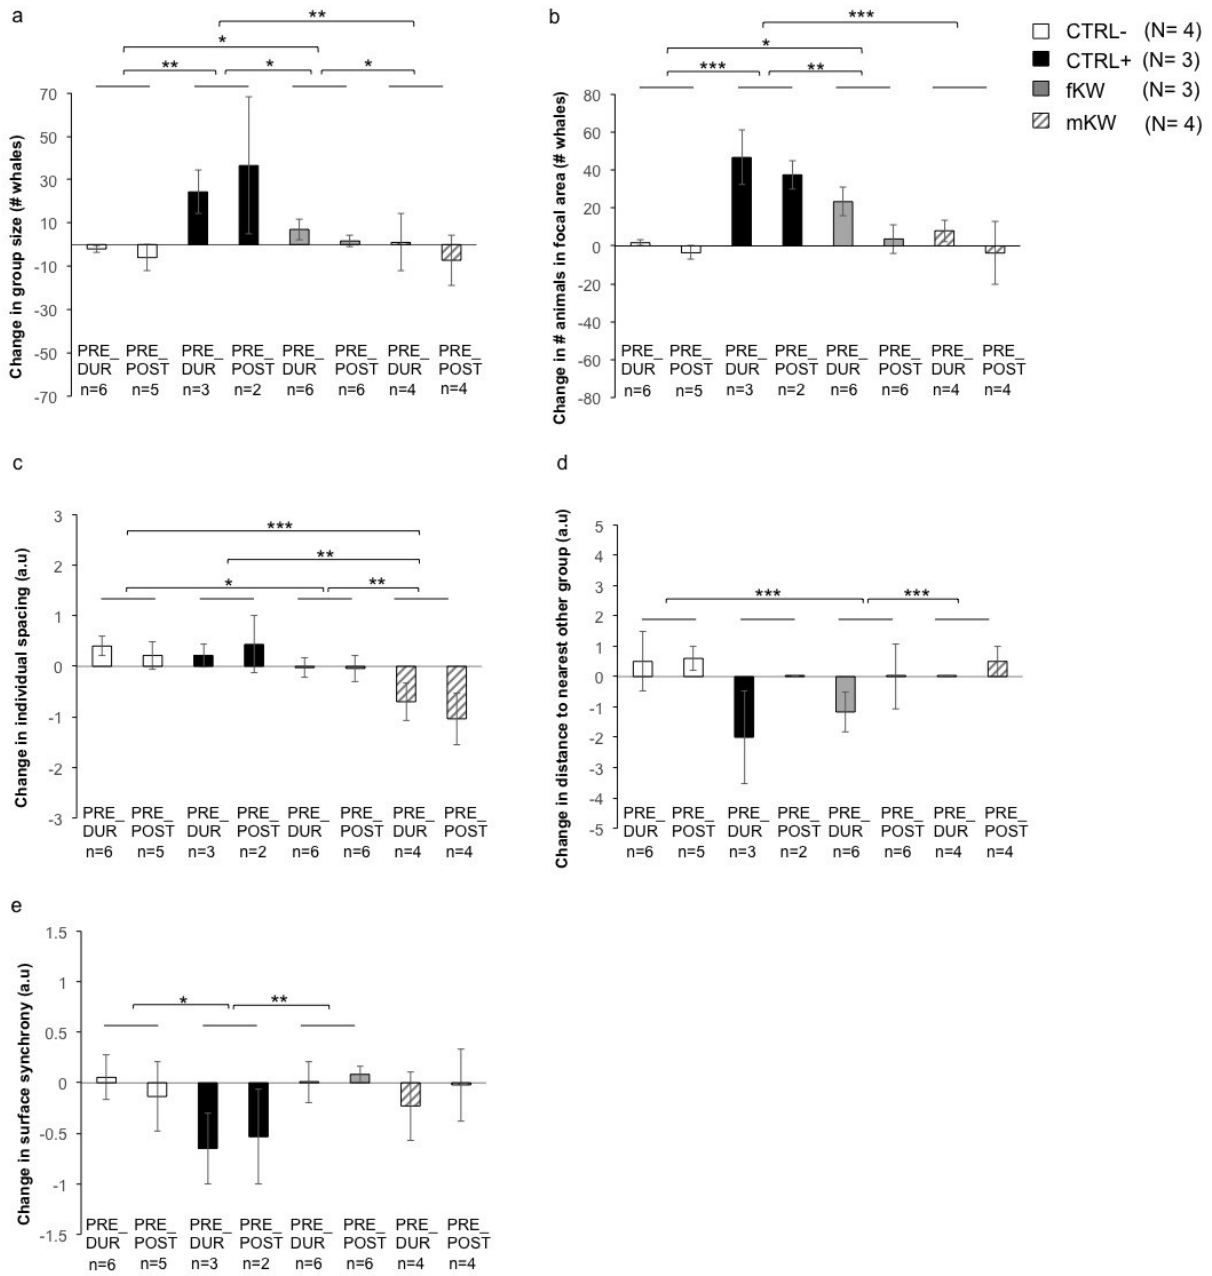 a
**
*
** * *
Change in group size (# whales)
70
50
30
10
-10
-30
-50
-70
PRE_ PRE_ PRE_ PRE_ PRE_ PRE_ PRE_ PRE_
DUR POST DUR POST DUR POST DUR POST
n=6 n=5 n=3 n=2 n=6 n=6 n=4 n=4
b
***
*
*** **
Change in # animals in focal area (# whales)
80
60
40
20
0
-20
-40
-60
-80
PRE_ PRE_ PRE_ PRE_ PRE_ PRE_ PRE_ PRE_
DUR POST DUR POST DUR POST DUR POST
n=6 n=5 n=3 n=2 n=6 n=6 n=4 n=4
CTRL- (N= 4)
CTRL+ (N= 3)
fKW (N= 3)
mKW (N= 4)
c
***
**
* **
Change in individual spacing (a.u)
3
2
1
0
-1
-2
-3
PRE_ PRE_ PRE_ PRE_ PRE_ PRE_ PRE_ PRE_
DUR POST DUR POST DUR POST DUR POST
n=6 n=5 n=3 n=2 n=6 n=6 n=4 n=4
d
*** ***
Change in distance to nearest other group (a.u)
5
4
3
2
1
0
-1
-2
-3
-4
-5
PRE_ PRE_ PRE_ PRE_ PRE_ PRE_ PRE_ PRE_
DUR POST DUR POST DUR POST DUR POST
n=6 n=5 n=3 n=2 n=6 n=6 n=4 n=4
e
* **
Change in surface synchrony (a.u)
1.5
1
0.5
0
-0.5
-1
-1.5
PRE_ PRE_ PRE_ PRE_ PRE_ PRE_ PRE_ PRE_
DUR POST DUR POST DUR POST DUR POST
n=6 n=5 n=3 n=2 n=6 n=6 n=4 n=4